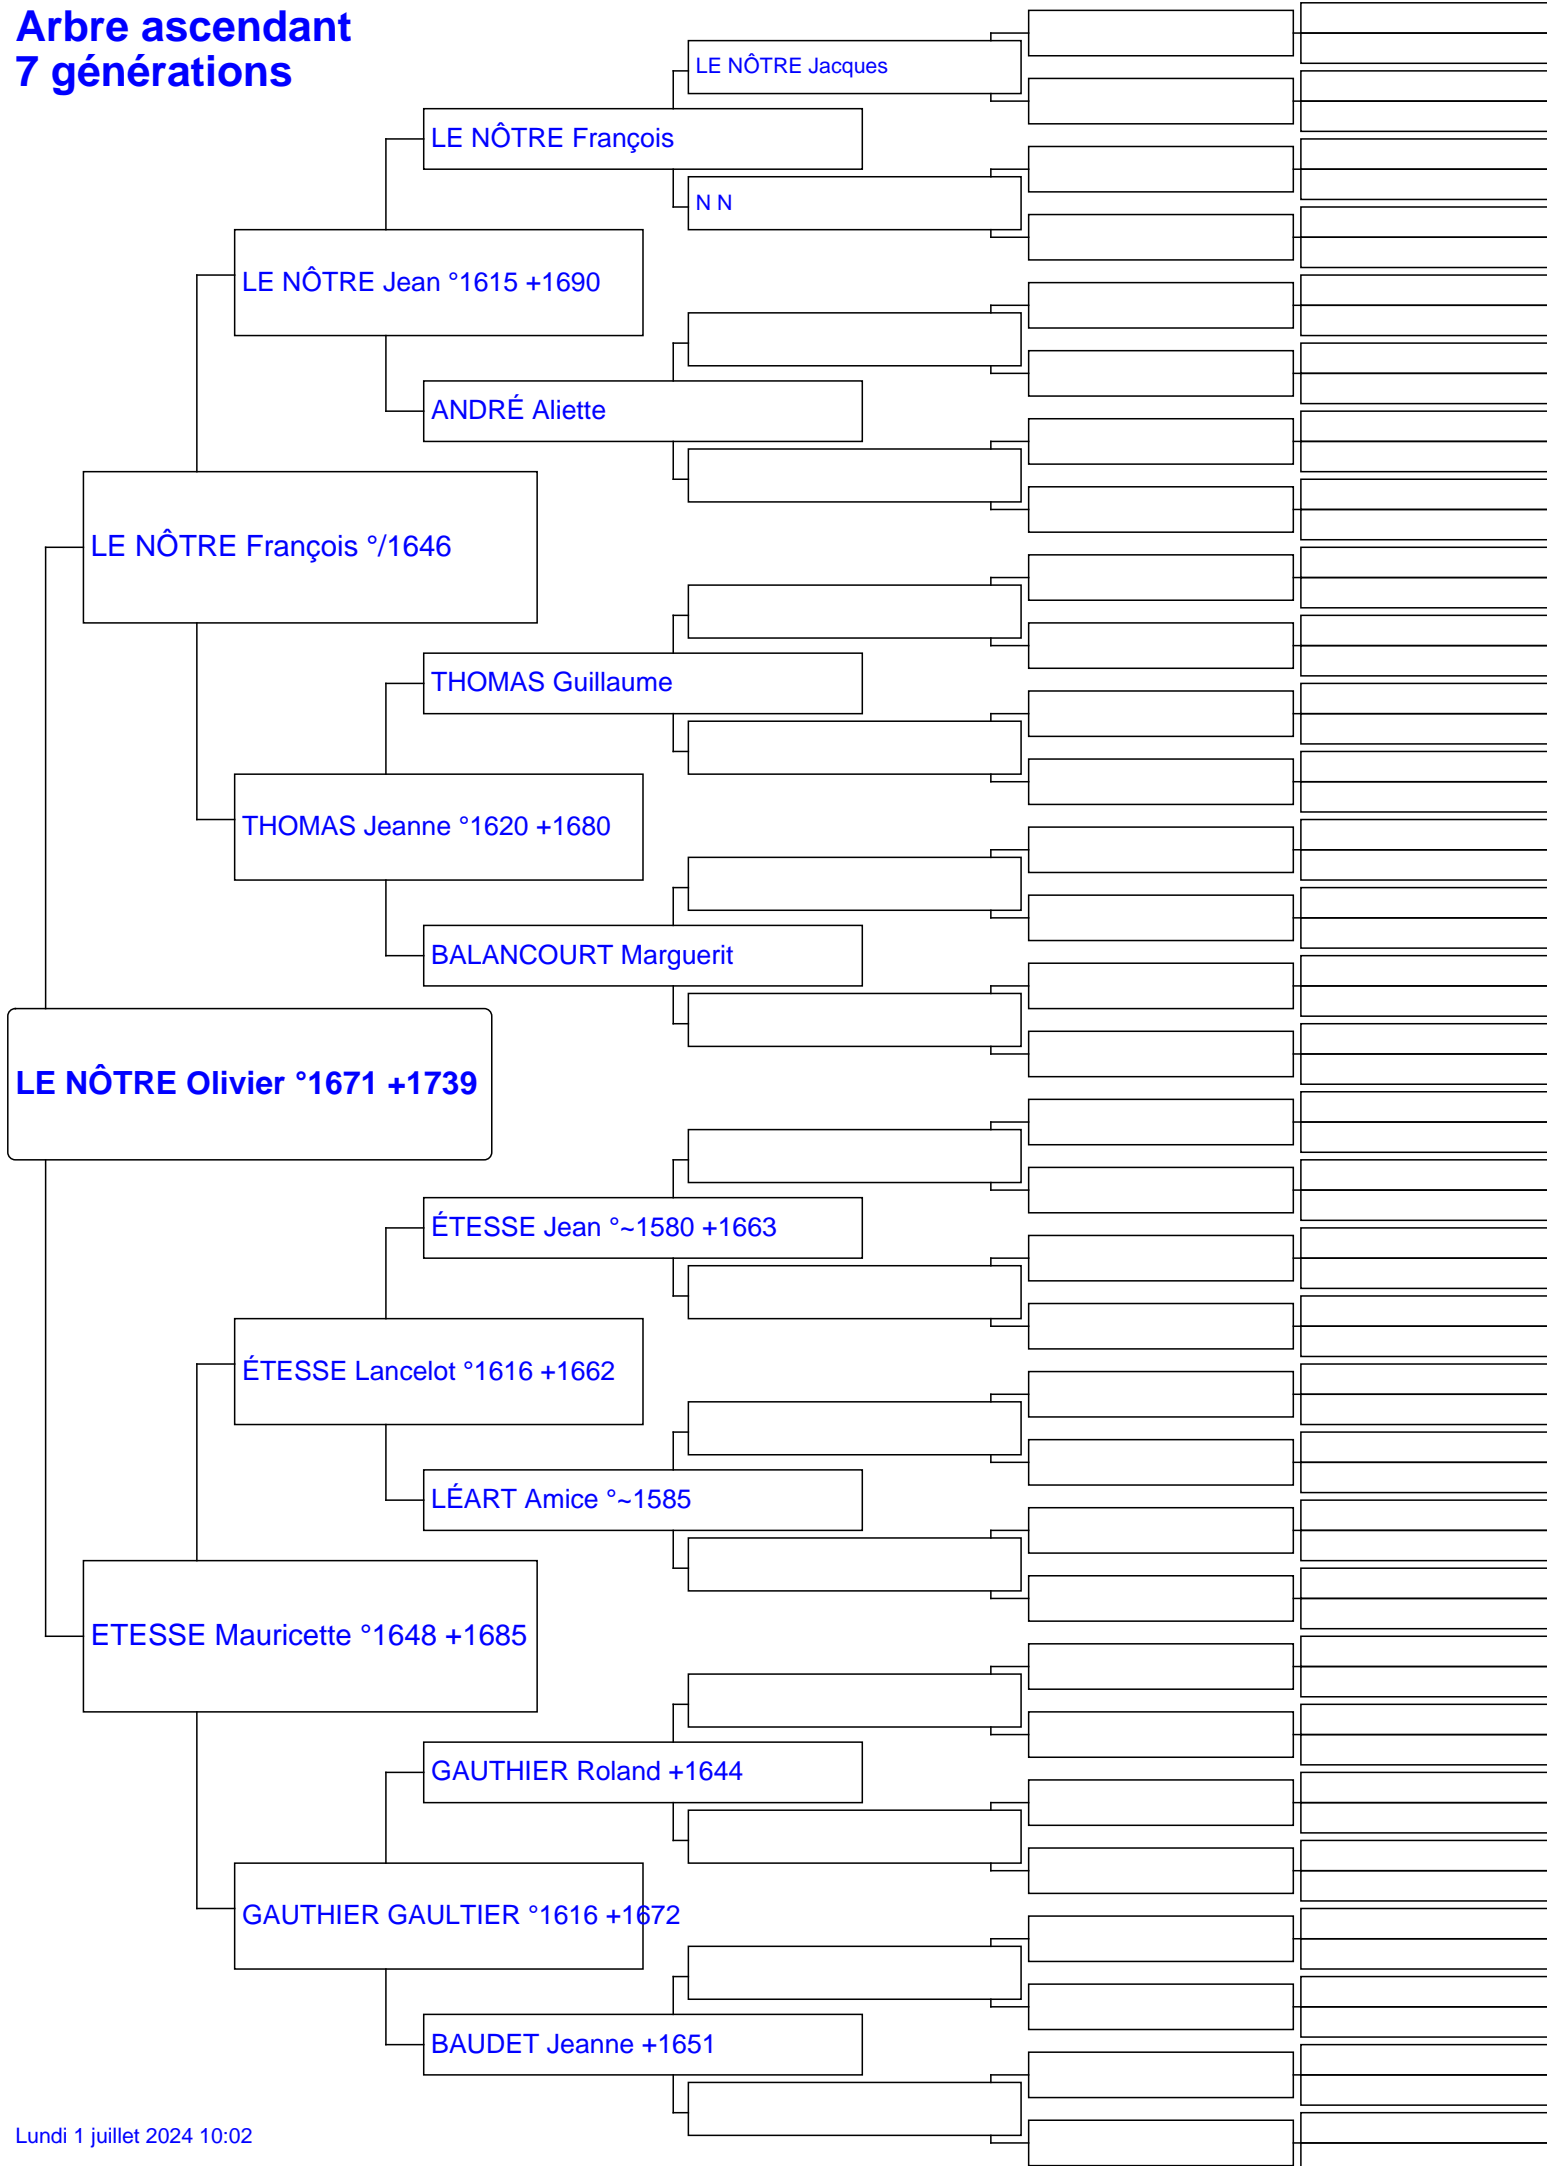 Arbre ascendant
7 générations
LE NÔTRE Jacques
LE NÔTRE François
N N
LE NÔTRE Jean °1615 +1690
ANDRÉ Aliette
LE NÔTRE François °/1646
THOMAS Guillaume
THOMAS Jeanne °1620 +1680
BALANCOURT Marguerit
LE NÔTRE Olivier °1671 +1739
ÉTESSE Jean °~1580 +1663
ÉTESSE Lancelot °1616 +1662
LÉART Amice °~1585
ETESSE Mauricette °1648 +1685
GAUTHIER Roland +1644
GAUTHIER GAULTIER °1616 +1672
BAUDET Jeanne +1651
Lundi 1 juillet 2024 10:02